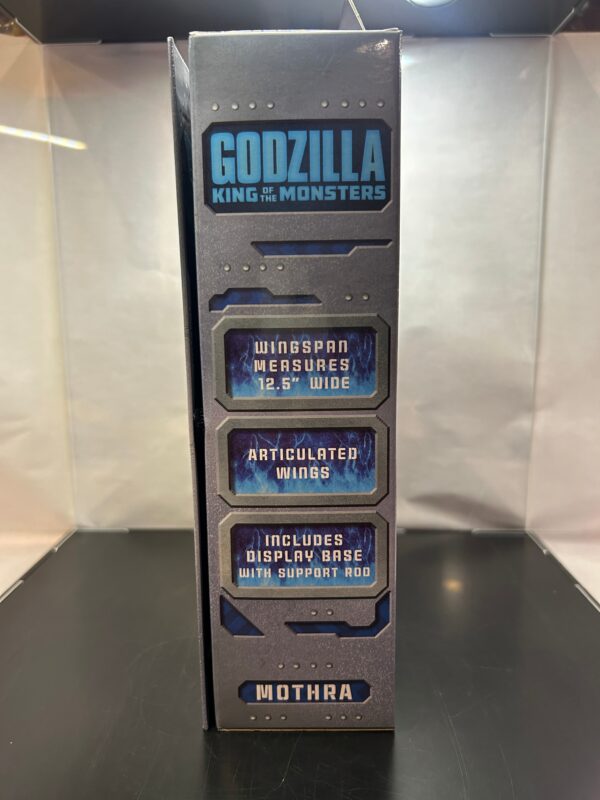 GODZILLA
KING OF THE MONSTERS
WINGSPAN
MEASURES
12.5" WIDE
ARTICULATED
WINGS
INCLUDES
DISPLAY BASE
WITH SUPPORT ROD
MOTHRA